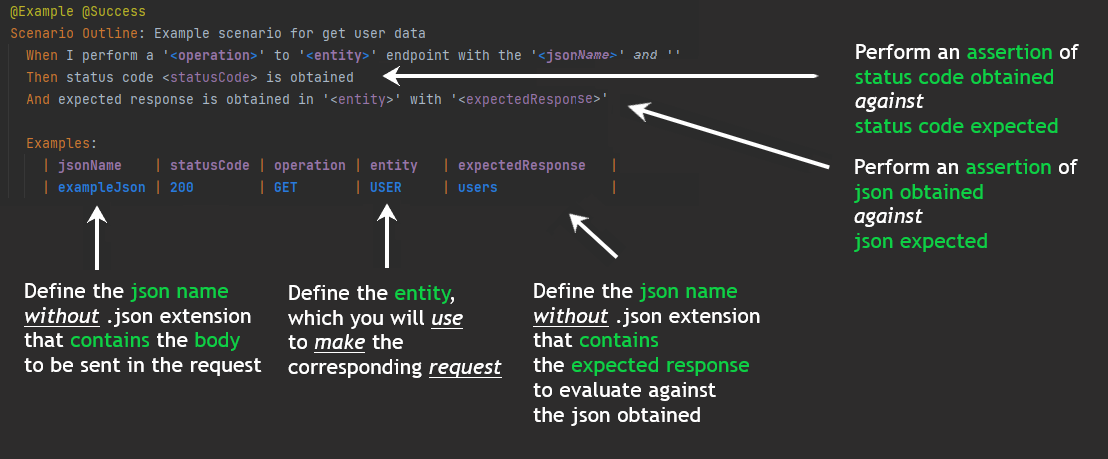 @Example @Success
Scenario Outline: Example scenario for get user data
When I perform a '<operation>' to '<entity>' endpoint with the '<jsonName>' and ''
Then status code <statusCode> is obtained
And expected response is obtained in '<entity>' with '<expectedResponse>'
Examples:
| jsonName | statusCode | operation | entity | expectedResponse |
| exampleJson | 200 | GET | USER | users |
Perform an assertion of
status code obtained
against
status code expected
Perform an assertion of
json obtained
against
json expected
Define the json name
without .json extension
that contains the body
to be sent in the request
Define the entity,
which you will use
to make the
corresponding request
Define the json name
without .json extension
that contains
the expected response
to evaluate against
the json obtained